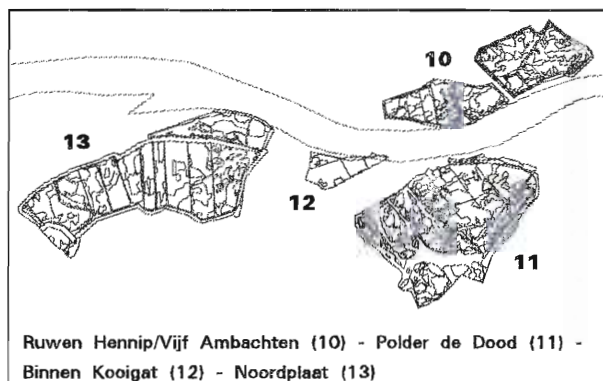 10
13
12
11
Ruwen Hennip/Vijf Ambachten (10) - Polder de Dood (11) -
Binnen Kooigat (12) - Noordplaat (13)